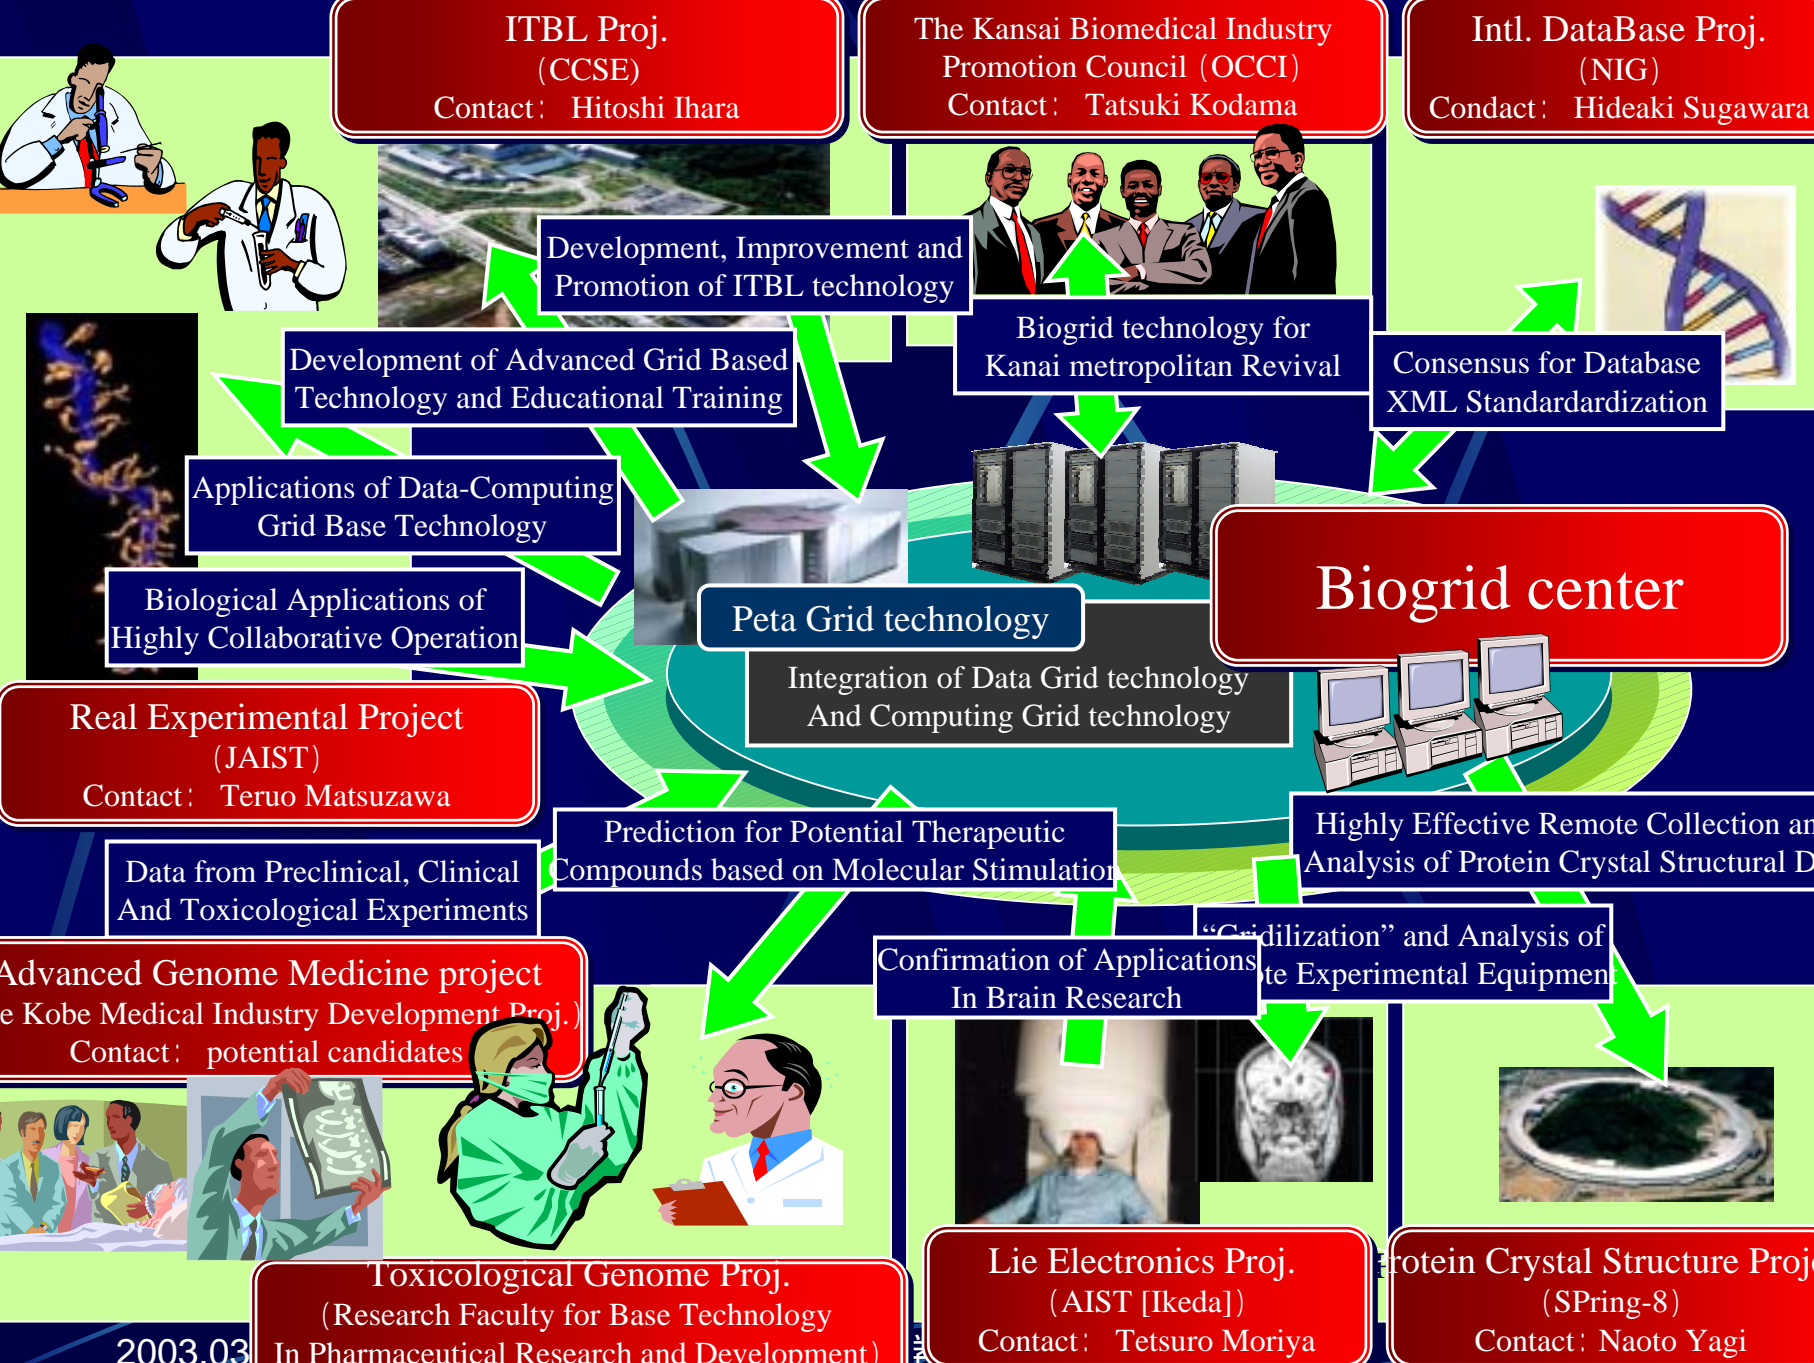 ITBL Proj.
(CCSE)
Contact： Hitoshi Ihara
The Kansai Biomedical Industry
Promotion Council (OCCI)
Contact： Tatsuki Kodama
Intl. DataBase Proj.
(NIG)
Condact： Hideaki Sugawara
Development, Improvement and
Promotion of ITBL technology
Biogrid technology for
Kanai metropolitan Revival
Consensus for Database
XML Standardardization
Development of Advanced Grid Based
Technology and Educational Training
Applications of Data-Computing
Grid Base Technology
Biological Applications of
Highly Collaborative Operation
Biogrid center
Peta Grid technology
Integration of Data Grid technology
And Computing Grid technology
Real Experimental Project
(JAIST)
Contact： Teruo Matsuzawa
Prediction for Potential Therapeutic
Compounds based on Molecular Stimulation
Highly Effective Remote Collection
Analysis of Protein Crystal Structural
Data from Preclinical, Clinical
And Toxicological Experiments
“Gridilization” and Analysis of
Experimental Equipment
Confirmation of Applications
In Brain Research
Advanced Genome Medicine project
Kobe Medical Industry Development Proj.)
Contact： potential candidates
Toxicological Genome Proj.
(Research Faculty for Base Technology
In Pharmaceutical Research and Development)
Lie Electronics Proj.
(AIST [Ikeda])
Contact： Tetsuro Moriya
Protein Crystal Structure
(SPring-8)
Contact：Naoto Yagi
2003.03